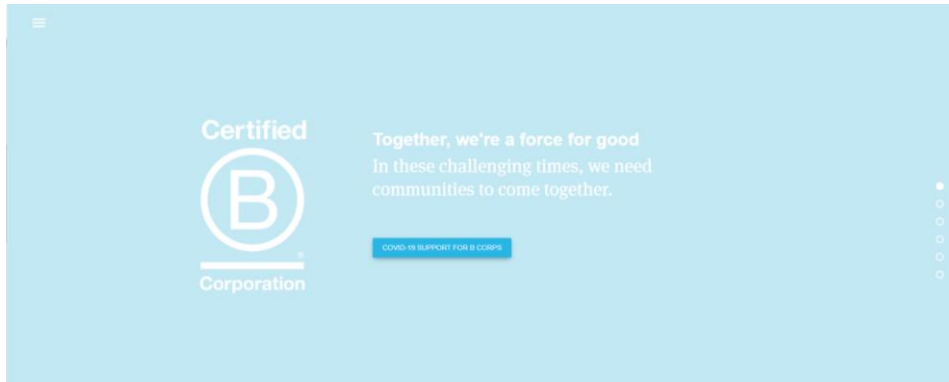 Certified
B
®
Corporation
Together, we're a force for good
In these challenging times, we need
communities to come together.
COVID-19 SUPPORT FOR B CORPS